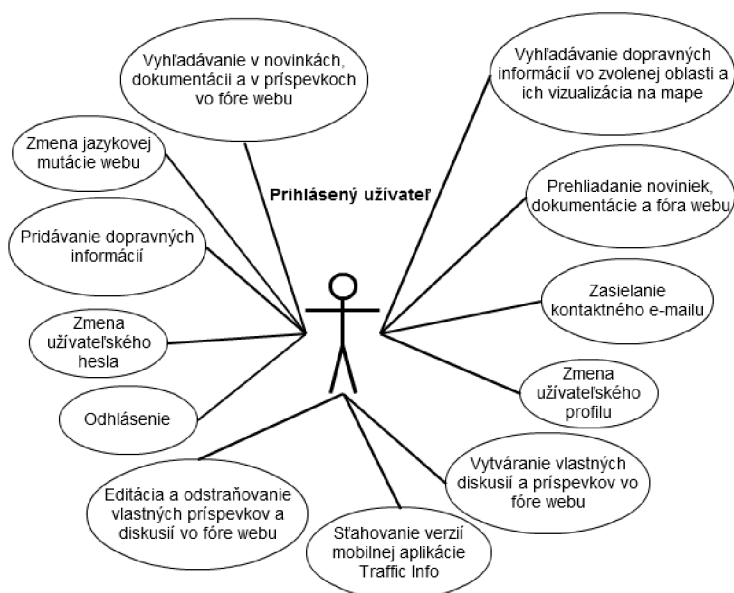 Vyhľadávanie v novinkách,
dokumentácii a v príspevkoch
vo fóre webu
Vyhľadávanie dopravných
informácií vo zvolenej oblasti a
ich vizualizácia na mape
Zmena jazykovej
mutácie webu
Prihlásený užívateľ
Prehliadanie noviniek,
dokumentácie a fóra webu
Pridávanie dopravných
informácií
Zasielanie
kontaktného e-mailu
Zmena
užívateľského
hesla
Zmena
užívateľského
profilu
Odhlásenie
Vytváranie vlastných
diskusií a príspevkov vo
fóre webu
Editácia a odstraňovanie
vlastných príspevkov a
diskusií vo fóre webu
Sťahovanie verzií
mobilnej aplikácie
Traffic Info